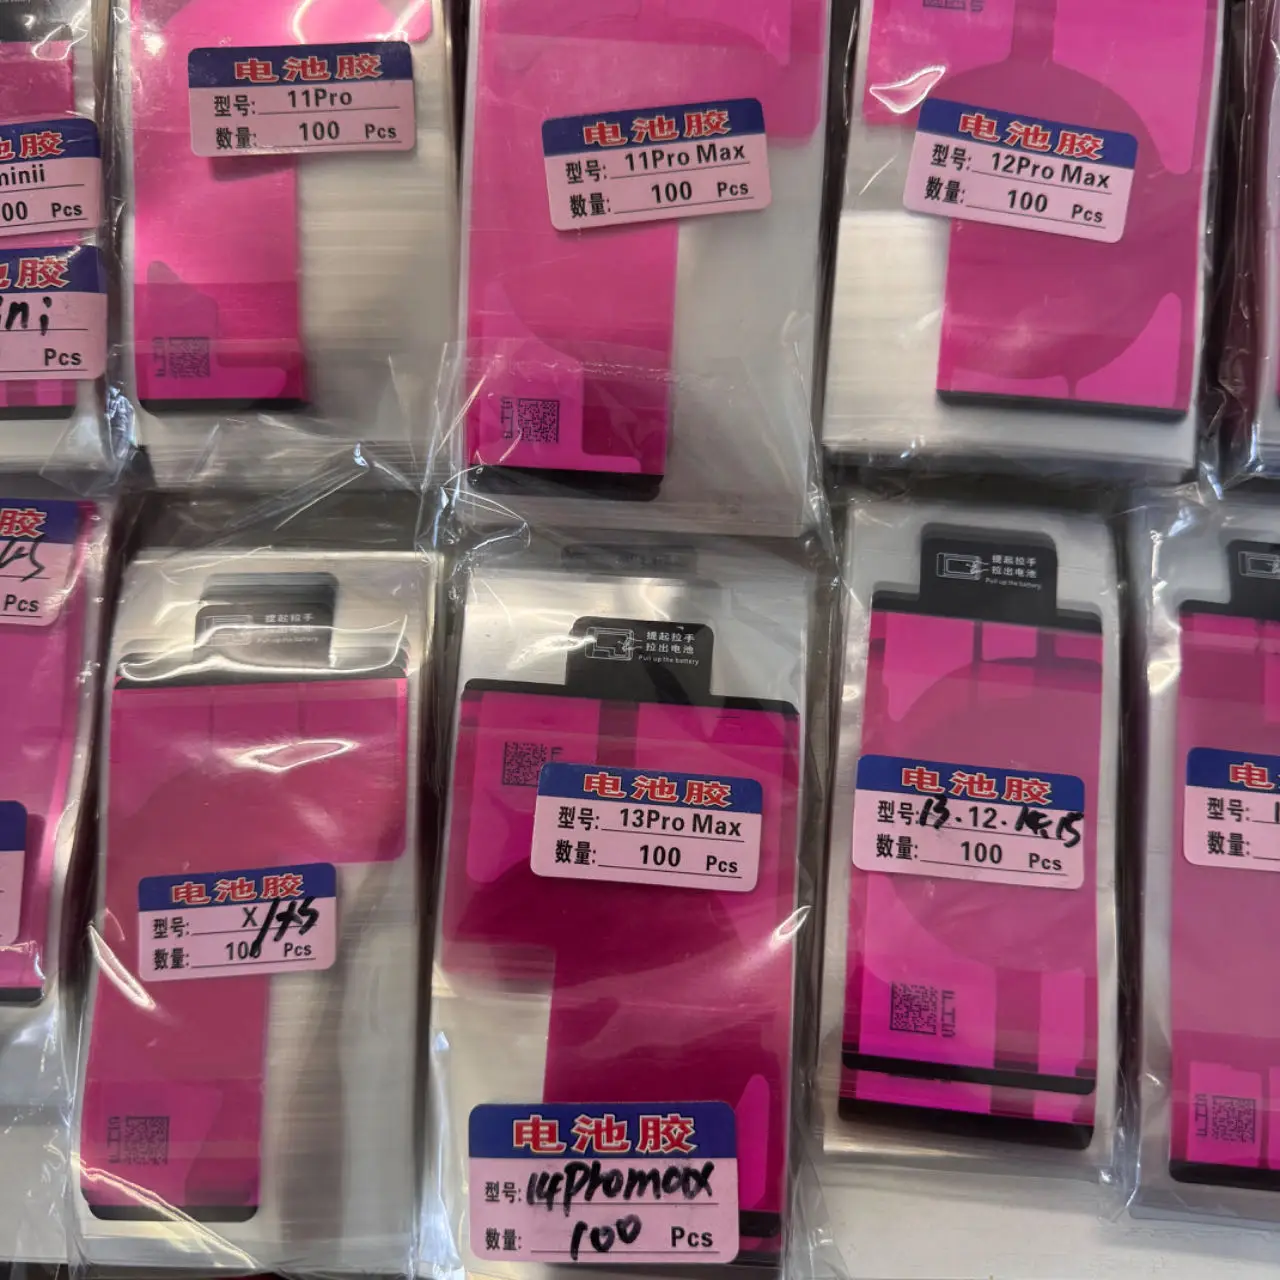 电池胶
型号: 11Pro
数量: 100 Pcs
电池胶
型号: 11Pro Max
数量: 100 Pcs
电池胶
型号: 12Pro Max
数量: 100 Pcs
池胶
minii
00 Pcs
池胶
ini
Pcs
胶
Pcs
提起拉手
Pull up the battery
电池胶
型号: X/XS
数量: 100 Pcs
提起拉手
拉出电池
Pull up the battery
电池胶
型号: 13Pro Max
数量: 100 Pcs
电池胶
型号: 14Promax
数量: 100 Pcs
提起拉手
拉出电池
Pull up the battery
电池胶
型号: 13.12.14.15
数量: 100 Pcs
电
型号:
数量: